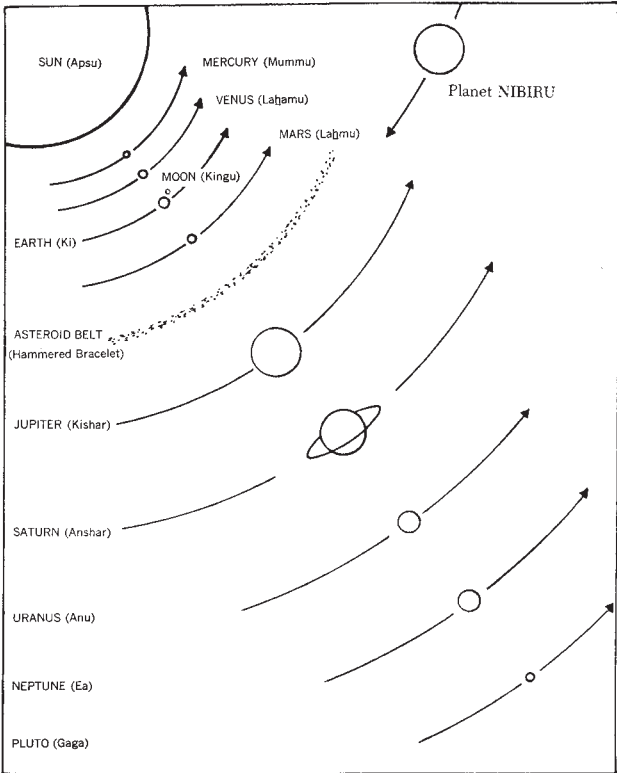 SUN (Apsu)
MERCURY (Mummu)
VENUS (Lahamu)
Planet NIBIRU
MARS (Lahmu)
MOON (Kingu)
EARTH (Ki)
ASTEROID BELT
(Hammered Bracelet)
JUPITER (Kishar)
SATURN (Anshar)
URANUS (Anu)
NEPTUNE (Ea)
PLUTO (Gaga)